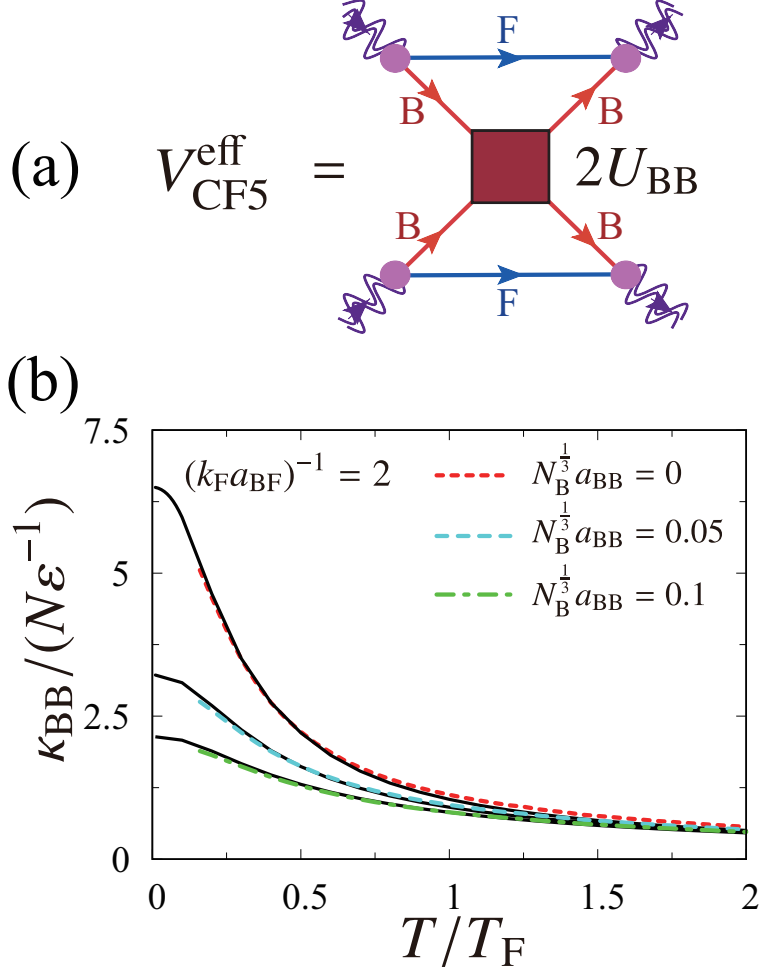 F
B B
(a) V_CF5^eff = 2U_BB
B B
F
(b)
7.5
(k_F a_BF)^−1 = 2
N_B^(1/3) a_BB = 0
N_B^(1/3) a_BB = 0.05
N_B^(1/3) a_BB = 0.1
5
2.5
0
κ_BB/(Nε^−1)
0 0.5 1 1.5 2
T/T_F